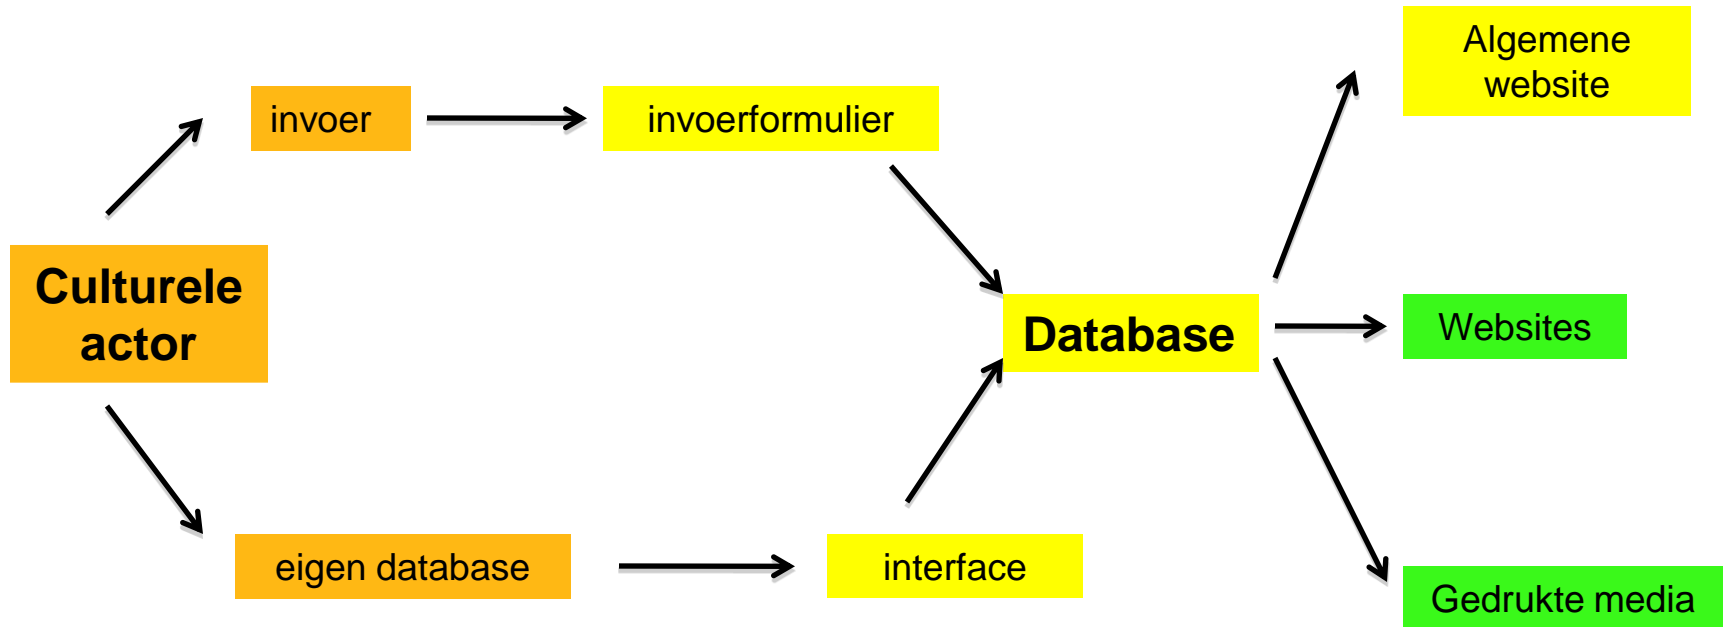 Algemene
website
invoer
invoerformulier
Culturele
actor
Database
Websites
eigen database
interface
Gedrukte media